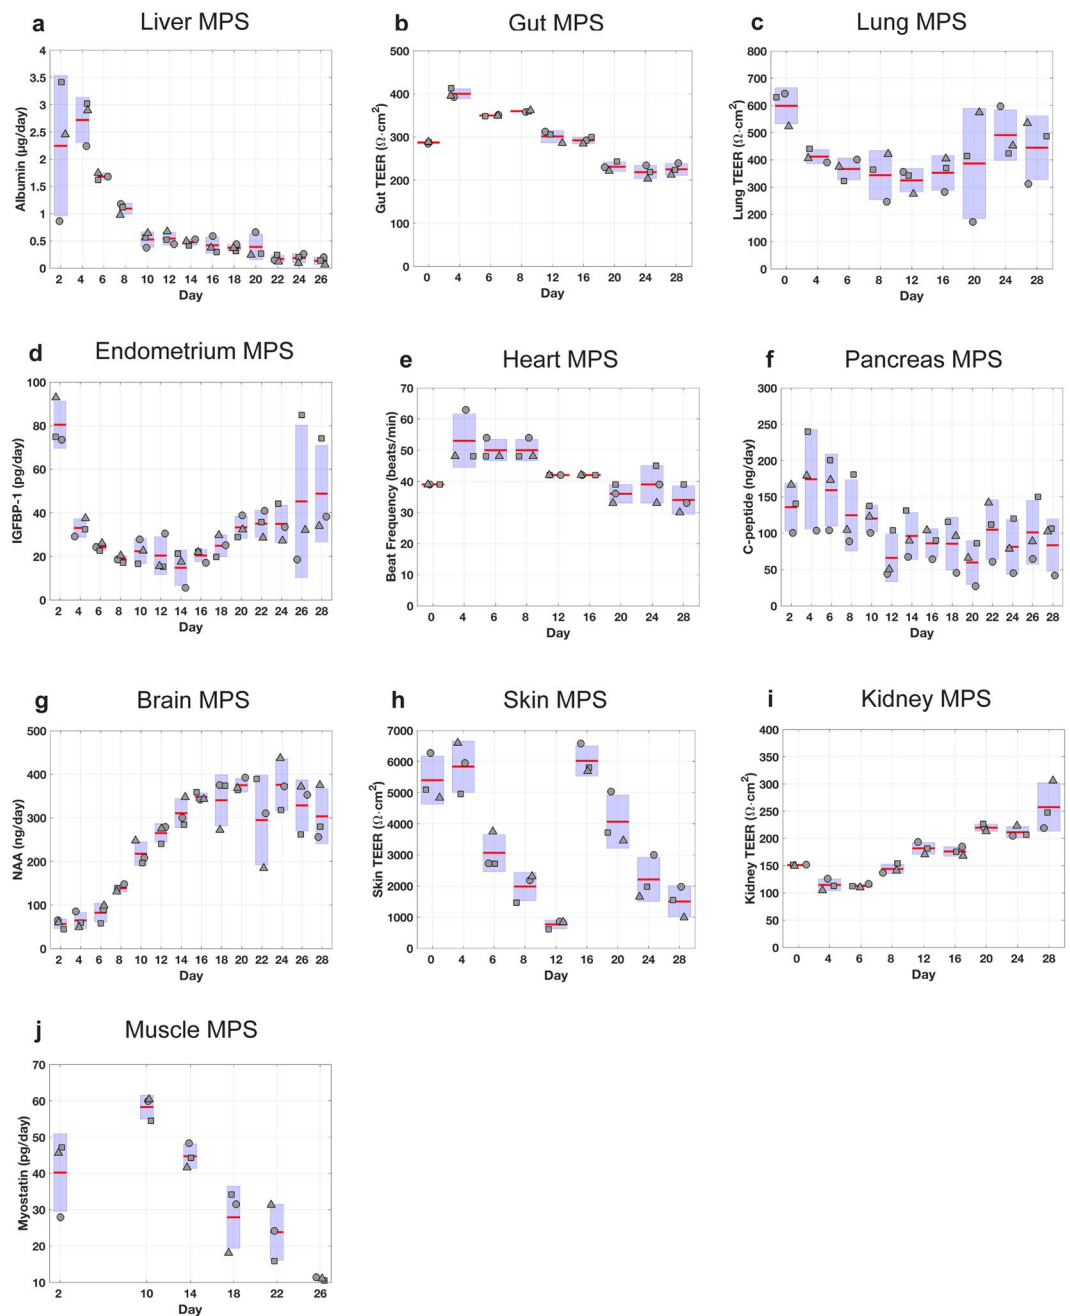 a Liver MPS
Albumin (µg/day)
4
3.5
3
2.5
2
1.5
1
0.5
0
2 4 6 8 10 12 14 16 18 20 22 24 26
Day
b Gut MPS
Gut TEER (Ω·cm²)
500
400
300
200
100
0
0 4 6 8 12 16 20 24 28
Day
c Lung MPS
Lung TEER (Ω·cm²)
800
700
600
500
400
300
200
100
0
0 4 6 8 12 16 20 24 28
Day
d Endometrium MPS
IGFBP-1 (pg/day)
100
80
60
40
20
0
2 4 6 8 10 12 14 16 18 20 22 24 26 28
Day
e Heart MPS
Beat Frequency (beats/min)
70
60
50
40
30
20
10
0
0 4 6 8 12 16 20 24 28
Day
f Pancreas MPS
C-peptide (ng/day)
300
250
200
150
100
50
0
2 4 6 8 10 12 14 16 18 20 22 24 26 28
Day
g Brain MPS
NAA (ng/day)
500
400
300
200
100
0
2 4 6 8 10 12 14 16 18 20 22 24 26 28
Day
h Skin MPS
Skin TEER (Ω·cm²)
7000
6000
5000
4000
3000
2000
1000
0
0 4 6 8 12 16 20 24 28
Day
i Kidney MPS
Kidney TEER (Ω·cm²)
400
350
300
250
200
150
100
50
0
0 4 6 8 12 16 20 24 28
Day
j Muscle MPS
Myostatin (pg/day)
70
60
50
40
30
20
10
2 10 14 18 22 26
Day